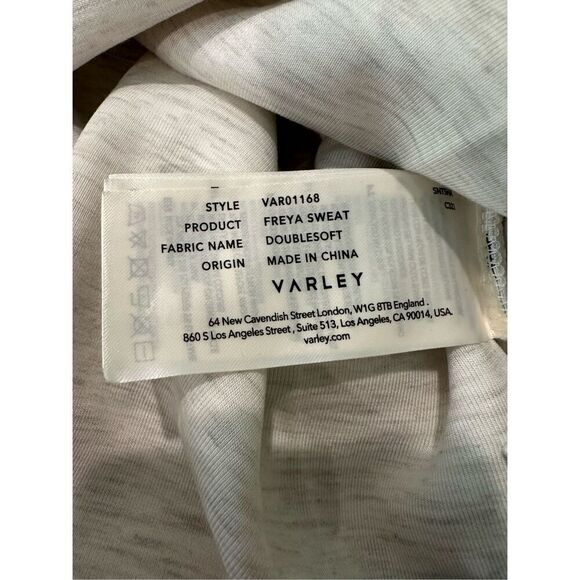 STYLE VAR01168
PRODUCT FREYA SWEAT
FABRIC NAME DOUBLESOFT
ORIGIN MADE IN CHINA
VARLEY
64 New Cavendish Street London, W1G 8TB England .
860 S Los Angeles Street , Suite 513, Los Angeles, CA 90014, USA.
varley.com